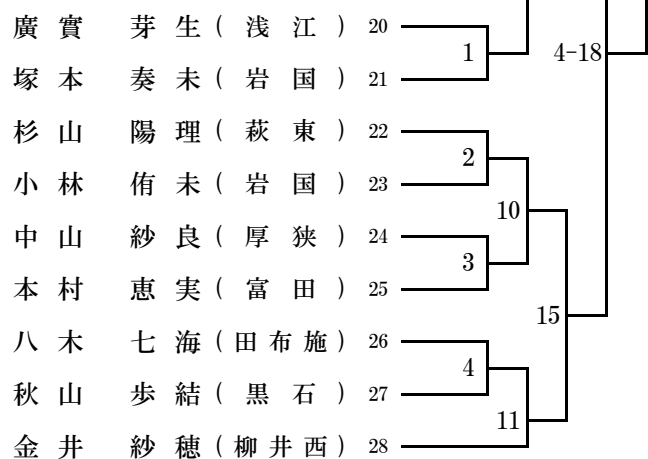 廣實 芽生(浅江) 20
塚本 奏未(岩国) 21
杉山 陽理(萩東) 22
小林 侑未(岩国) 23
中山 紗良(厚狭) 24
本村 恵実(富田) 25
八木 七海(田布施) 26
秋山 歩結(黒石) 27
金井 紗穂(柳井西) 28
1
4-18
2
10
3
15
4
11